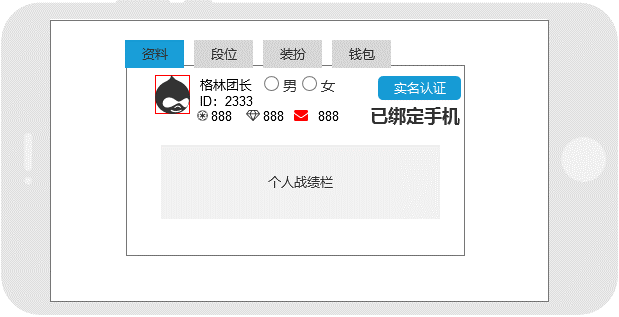 资料 段位 装扮 钱包
格林团长 男 女 实名认证
ID：2333
888 888 888 已绑定手机
个人战绩栏